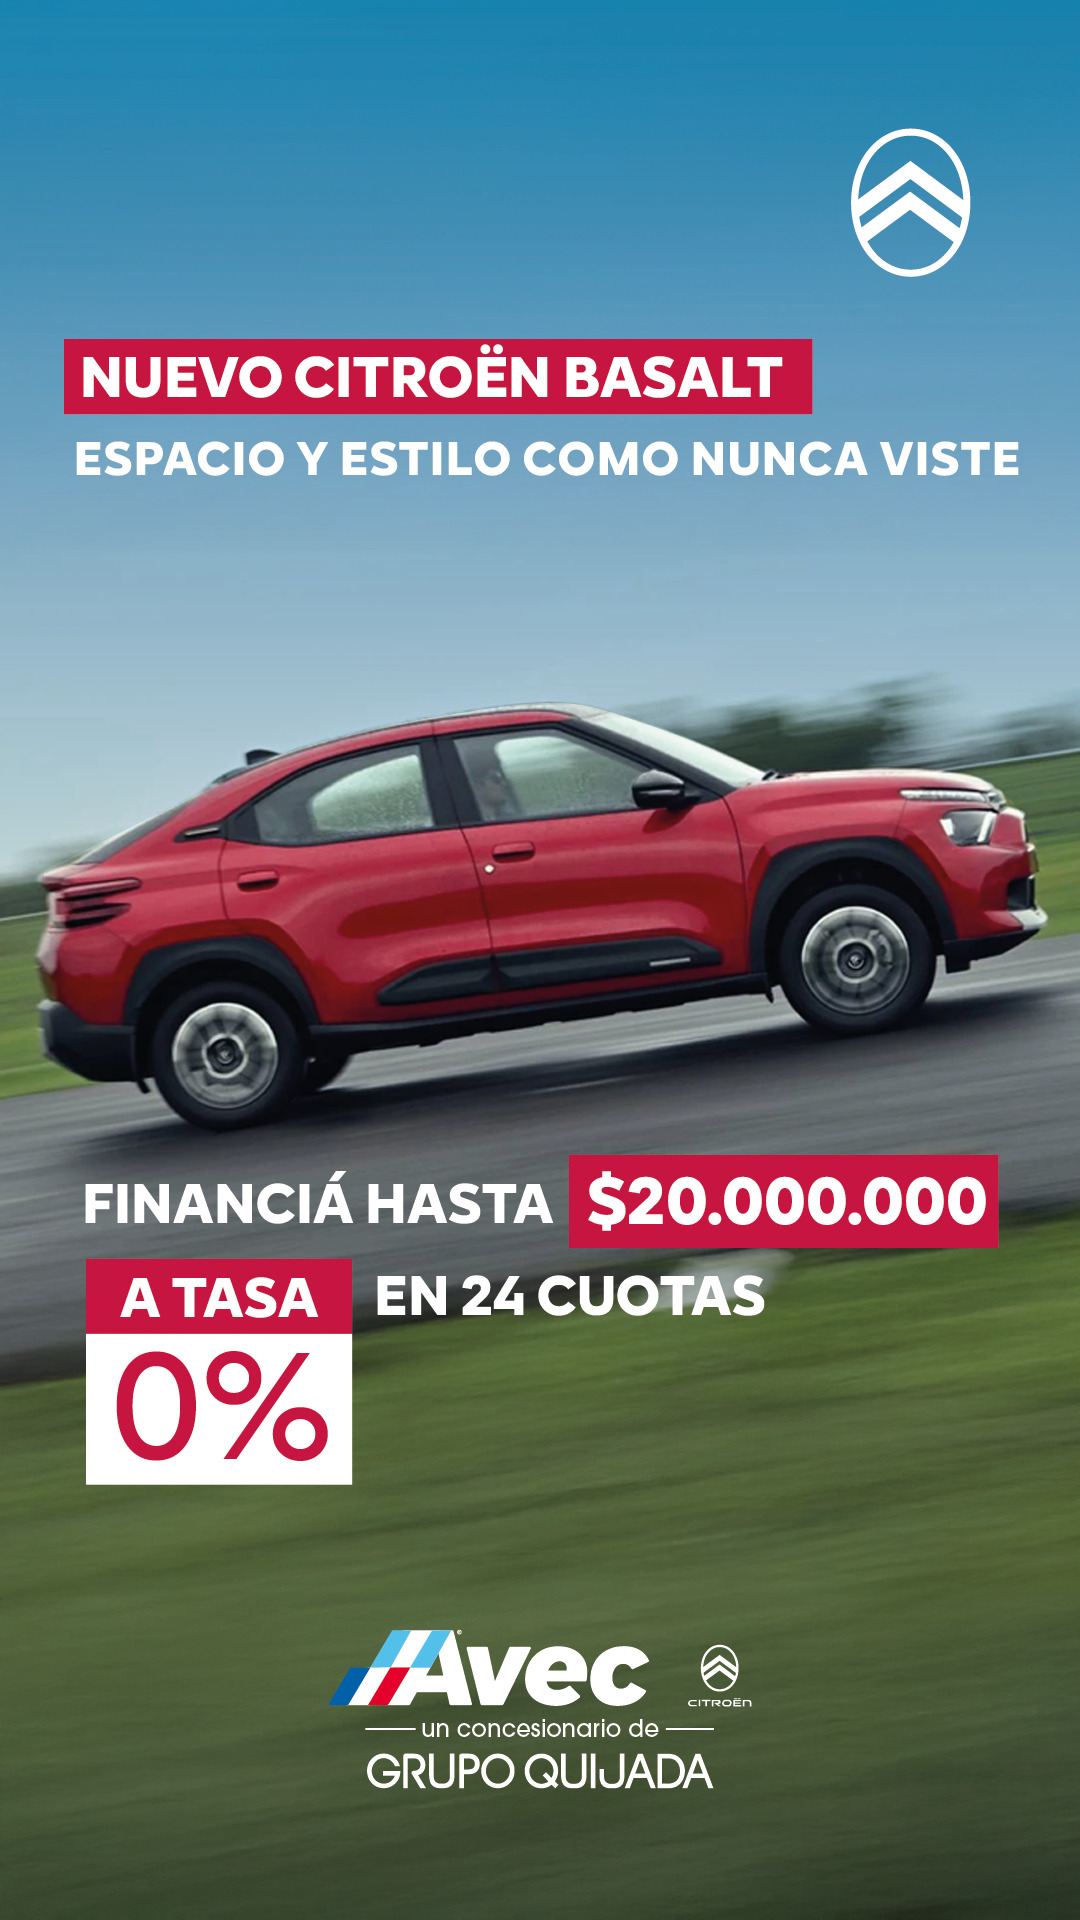 NUEVO CITROËN BASALT
ESPACIO Y ESTILO COMO NUNCA VISTE
FINANCIÁ HASTA $20.000.000
A TASA EN 24 CUOTAS
0%
Avec
CITROËN
un concesionario de
GRUPO QUIJADA